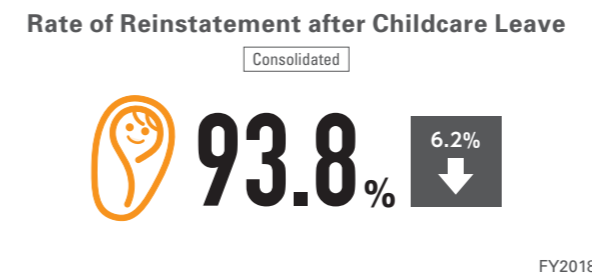 Rate of Reinstatement after Childcare Leave
Consolidated
93.8%
6.2%
FY2018